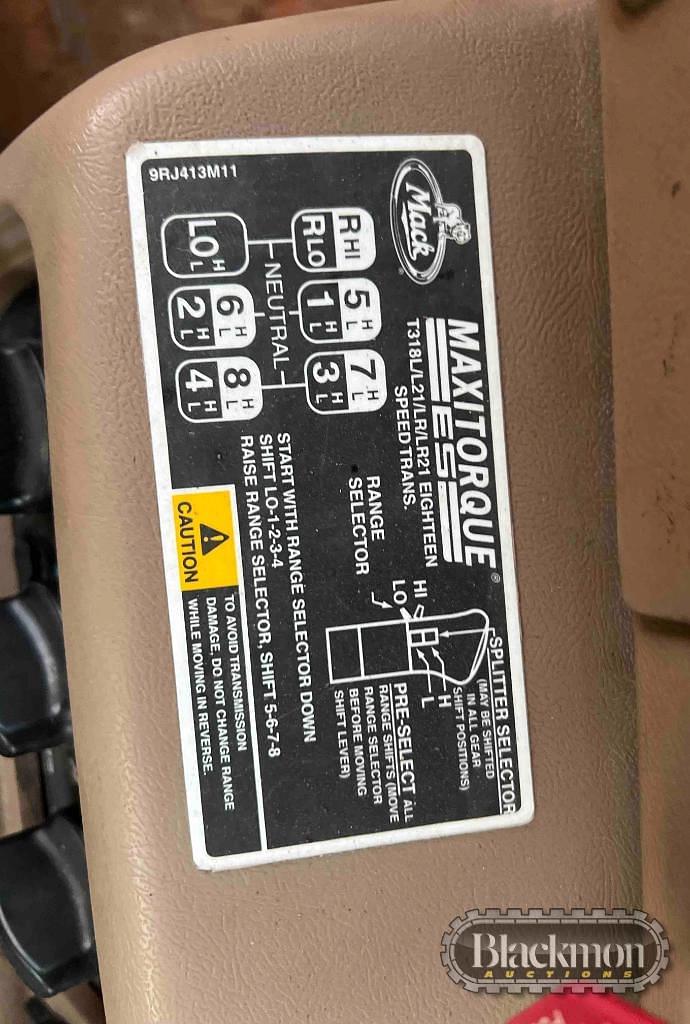 Mack
MAXITORQUE®
ES
T318L/L21/LR/LR21 EIGHTEEN
SPEED TRANS.
R HI
R LO
5 H L
1 H L
7 H L
3 H L
NEUTRAL
LO H L
6 H L
2 H L
8 H L
4 H L
9RJ413M11
RANGE
SELECTOR
HI
LO
SPLITTER SELECTOR
(MAY BE SHIFTED
IN ALL GEAR
SHIFT POSITIONS)
H
L
PRE-SELECT ALL
RANGE SHIFTS (MOVE
RANGE SELECTOR
BEFORE MOVING
SHIFT LEVER)
START WITH RANGE SELECTOR DOWN
SHIFT LO-1-2-3-4
RAISE RANGE SELECTOR, SHIFT 5-6-7-8
CAUTION
TO AVOID TRANSMISSION
DAMAGE, DO NOT CHANGE RANGE
WHILE MOVING IN REVERSE.
Blackmon
AUCTIONS